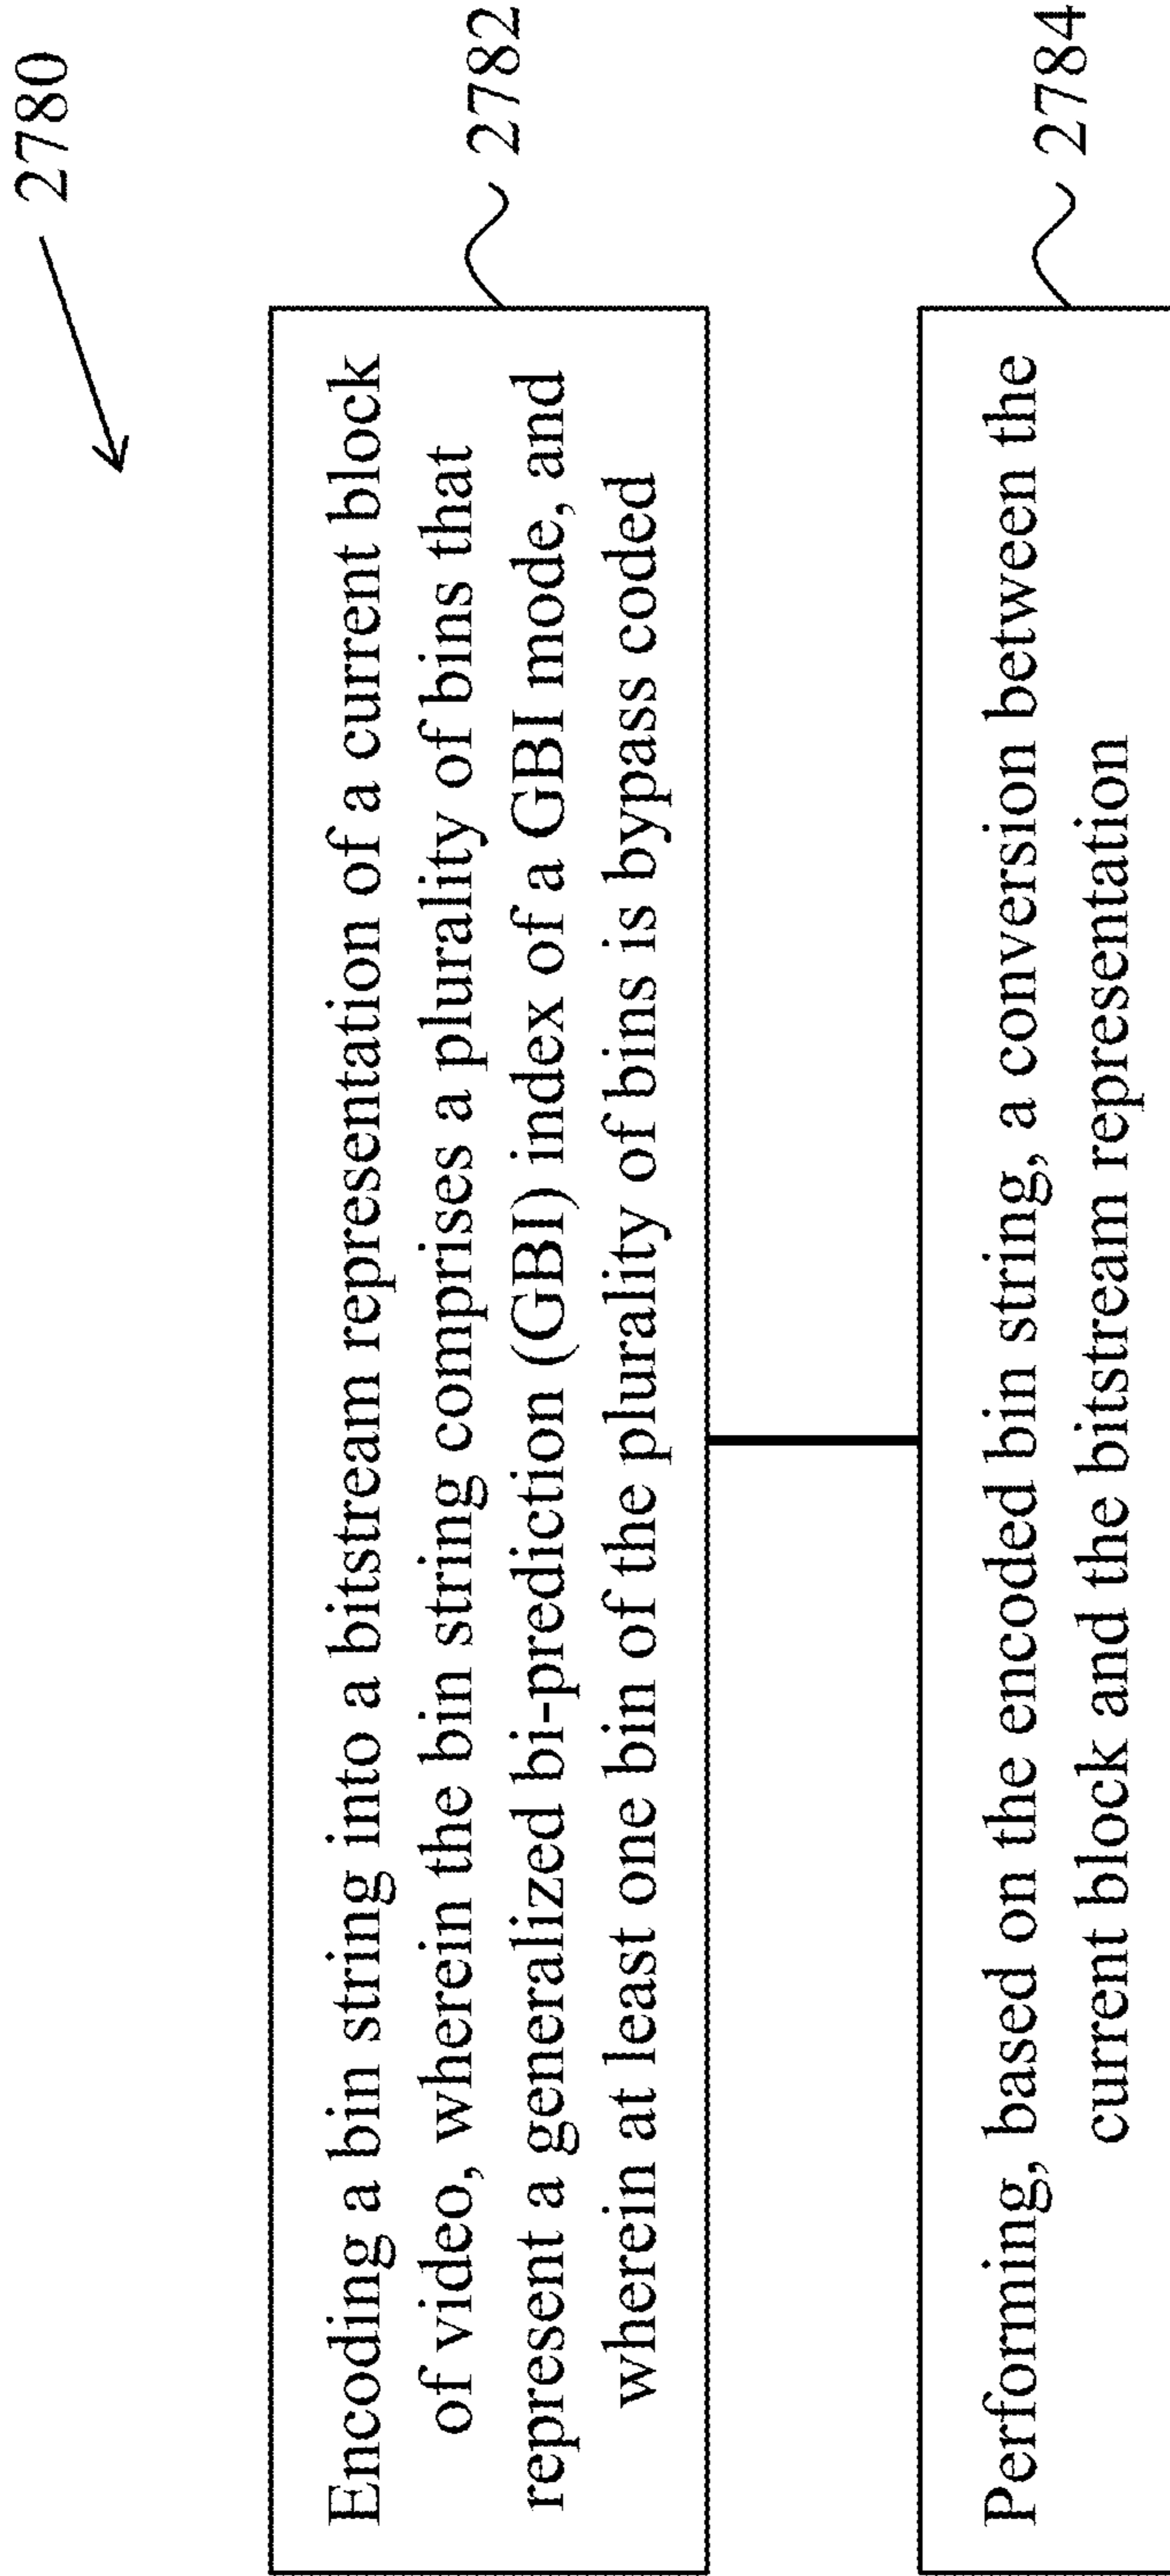 2780
Encoding a bin string into a bitstream representation of a current block
of video, wherein the bin string comprises a plurality of bins that
represent a generalized bi-prediction (GBI) index of a GBI mode, and
wherein at least one bin of the plurality of bins is bypass coded
2782
Performing, based on the encoded bin string, a conversion between the
current block and the bitstream representation
2784